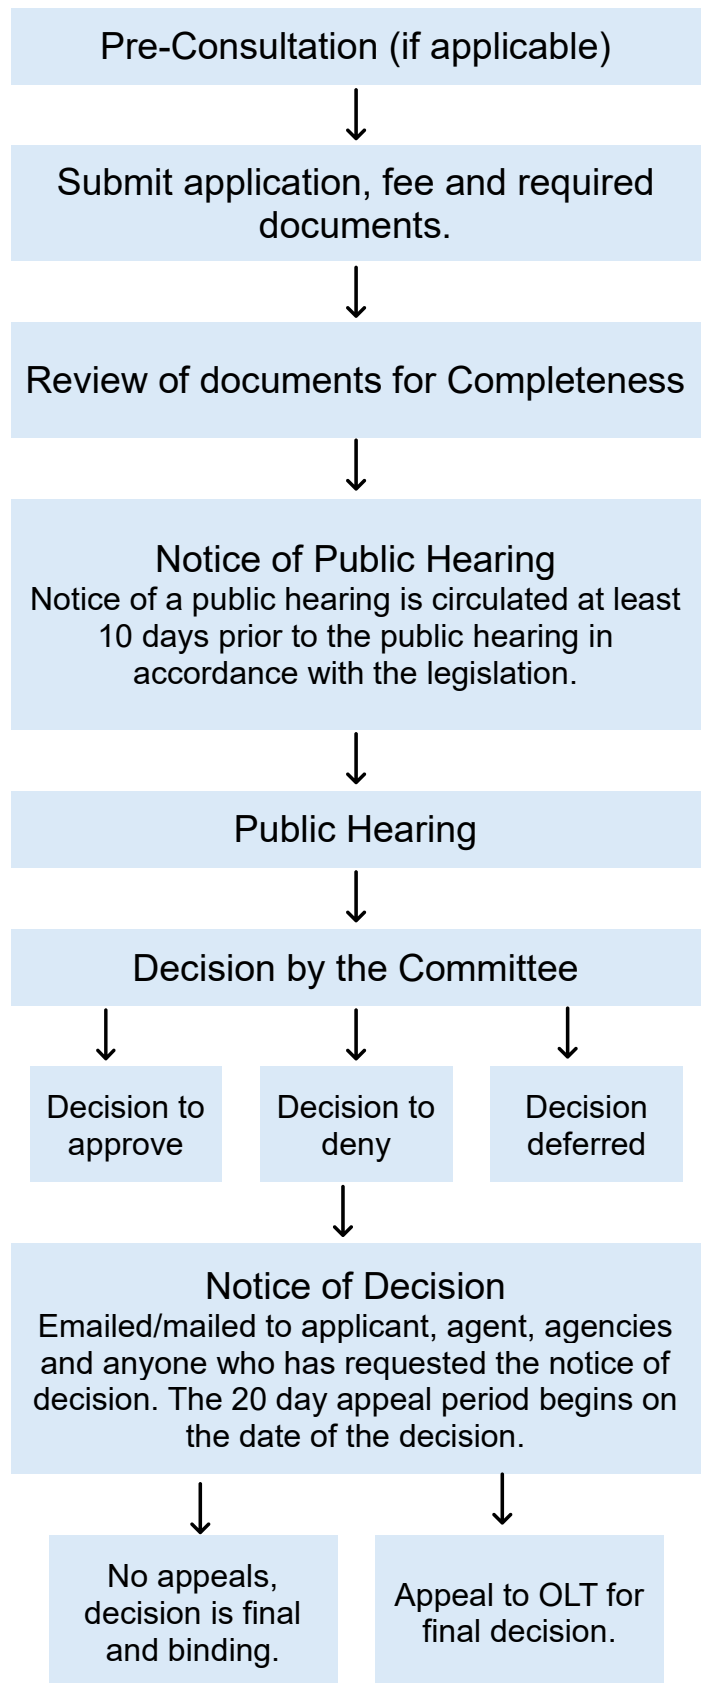 Pre-Consultation (if applicable)
Submit application, fee and required
documents.
Review of documents for Completeness
Notice of Public Hearing
Notice of a public hearing is circulated at least
10 days prior to the public hearing in
accordance with the legislation.
Public Hearing
Decision by the Committee
Decision to
approve
Decision to
deny
Decision
deferred
Notice of Decision
Emailed/mailed to applicant, agent, agencies
and anyone who has requested the notice of
decision. The 20 day appeal period begins on
the date of the decision.
No appeals,
decision is final
and binding.
Appeal to OLT for
final decision.